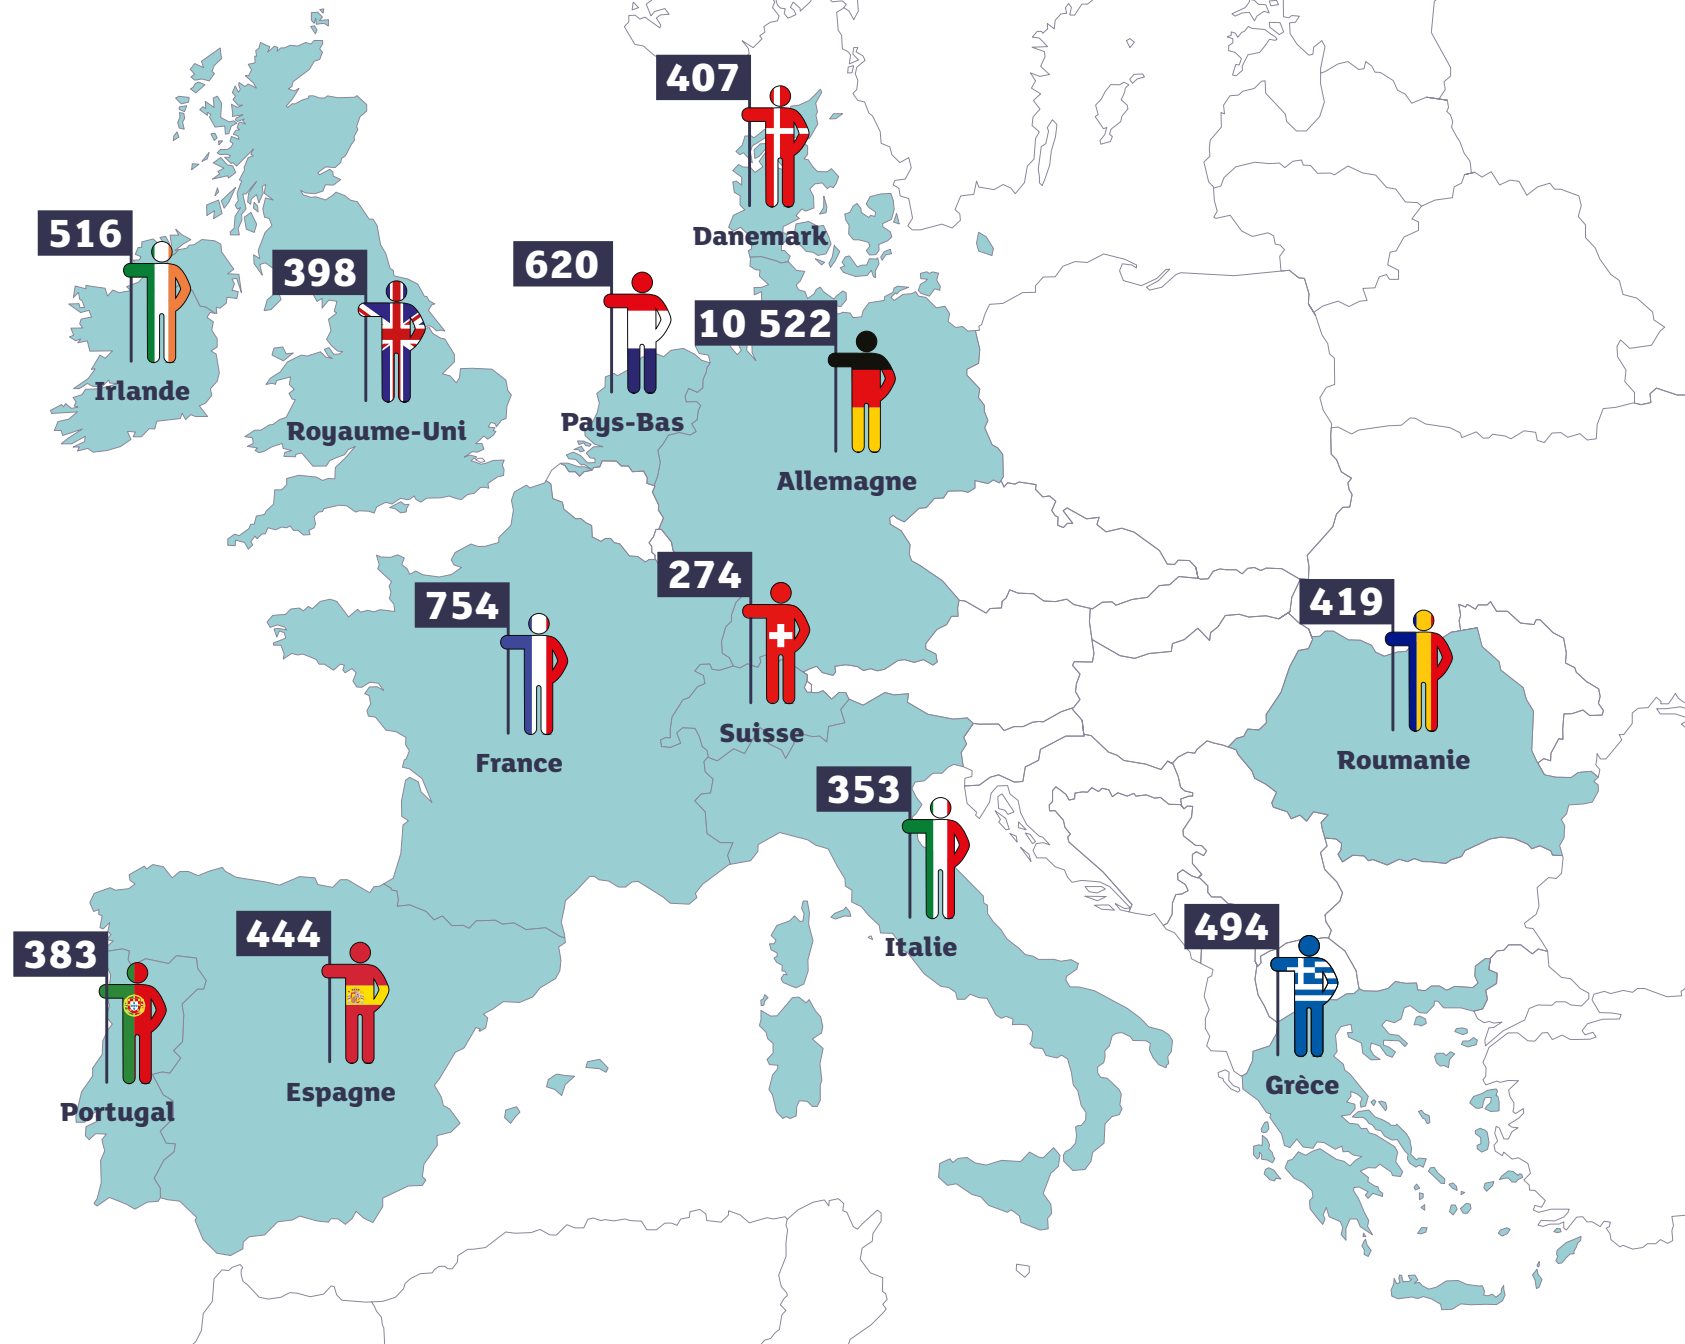 407
Danemark
516
Irlande
398
Royaume-Uni
620
Pays-Bas
10 522
Allemagne
754
France
274
Suisse
419
Roumanie
353
Italie
494
Grèce
444
Espagne
383
Portugal